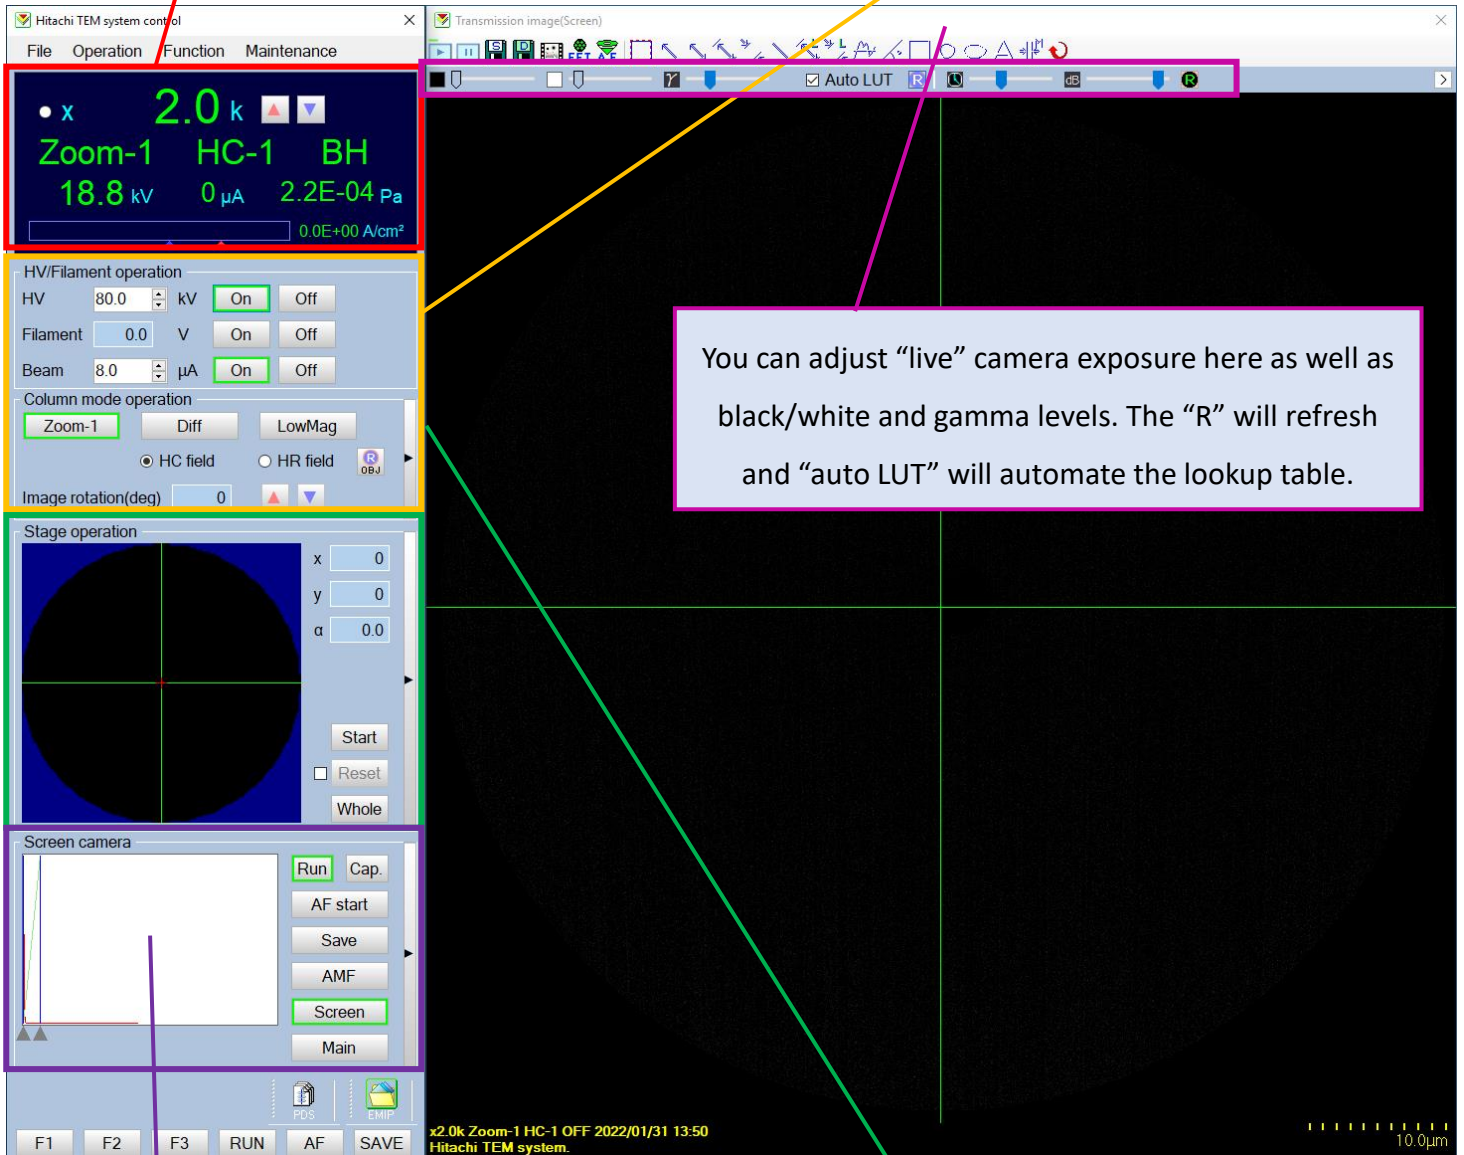 Hitachi TEM system control
File Operation Function Maintenance
x 2.0 k
Zoom-1 HC-1 BH
18.8 kV 0 µA 2.2E-04 Pa
0.0E+00 A/cm²
HV/Filament operation
HV 80.0 kV On Off
Filament 0.0 V On Off
Beam 8.0 µA On Off
Column mode operation
Zoom-1 Diff LowMag
HC field HR field R OBJ
Image rotation(deg) 0
Stage operation
x 0
y 0
α 0.0
Start
Reset
Whole
Screen camera
Run Cap.
AF start
Save
AMF
Screen
Main
PDS EMIP
F1 F2 F3 RUN AF SAVE
Transmission image(Screen)
FFT A.F L L
γ Auto LUT R dB R
You can adjust “live” camera exposure here as well as
black/white and gamma levels. The “R” will refresh
and “auto LUT” will automate the lookup table.
x2.0k Zoom-1 HC-1 OFF 2022/01/31 13:50
Hitachi TEM system.
10.0µm